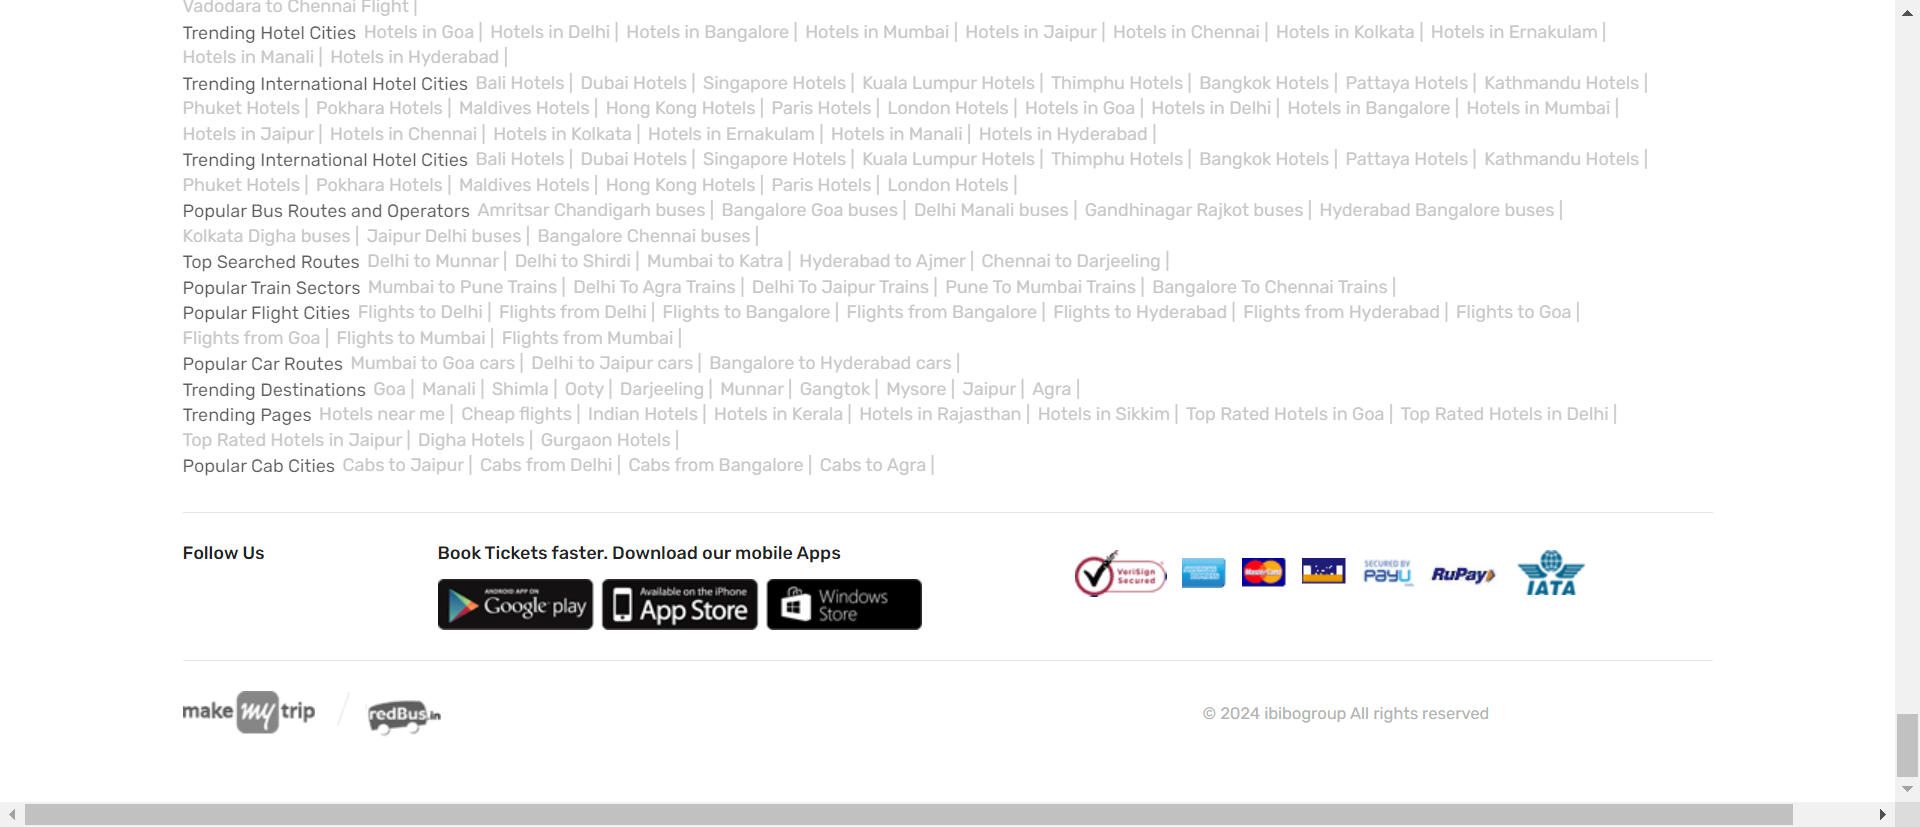 Vadodara to Chennai Flight |
Trending Hotel Cities Hotels in Goa | Hotels in Delhi | Hotels in Bangalore | Hotels in Mumbai | Hotels in Jaipur | Hotels in Chennai | Hotels in Kolkata | Hotels in Ernakulam |
Hotels in Manali | Hotels in Hyderabad |
Trending International Hotel Cities Bali Hotels | Dubai Hotels | Singapore Hotels | Kuala Lumpur Hotels | Thimphu Hotels | Bangkok Hotels | Pattaya Hotels | Kathmandu Hotels |
Phuket Hotels | Pokhara Hotels | Maldives Hotels | Hong Kong Hotels | Paris Hotels | London Hotels | Hotels in Goa | Hotels in Delhi | Hotels in Bangalore | Hotels in Mumbai |
Hotels in Jaipur | Hotels in Chennai | Hotels in Kolkata | Hotels in Ernakulam | Hotels in Manali | Hotels in Hyderabad |
Trending International Hotel Cities Bali Hotels | Dubai Hotels | Singapore Hotels | Kuala Lumpur Hotels | Thimphu Hotels | Bangkok Hotels | Pattaya Hotels | Kathmandu Hotels |
Phuket Hotels | Pokhara Hotels | Maldives Hotels | Hong Kong Hotels | Paris Hotels | London Hotels |
Popular Bus Routes and Operators Amritsar Chandigarh buses | Bangalore Goa buses | Delhi Manali buses | Gandhinagar Rajkot buses | Hyderabad Bangalore buses |
Kolkata Digha buses | Jaipur Delhi buses | Bangalore Chennai buses |
Top Searched Routes Delhi to Munnar | Delhi to Shirdi | Mumbai to Katra | Hyderabad to Ajmer | Chennai to Darjeeling |
Popular Train Sectors Mumbai to Pune Trains | Delhi To Agra Trains | Delhi To Jaipur Trains | Pune To Mumbai Trains | Bangalore To Chennai Trains |
Popular Flight Cities Flights to Delhi | Flights from Delhi | Flights to Bangalore | Flights from Bangalore | Flights to Hyderabad | Flights from Hyderabad | Flights to Goa |
Flights from Goa | Flights to Mumbai | Flights from Mumbai |
Popular Car Routes Mumbai to Goa cars | Delhi to Jaipur cars | Bangalore to Hyderabad cars |
Trending Destinations Goa | Manali | Shimla | Ooty | Darjeeling | Munnar | Gangtok | Mysore | Jaipur | Agra |
Trending Pages Hotels near me | Cheap flights | Indian Hotels | Hotels in Kerala | Hotels in Rajasthan | Hotels in Sikkim | Top Rated Hotels in Goa | Top Rated Hotels in Delhi |
Top Rated Hotels in Jaipur | Digha Hotels | Gurgaon Hotels |
Popular Cab Cities Cabs to Jaipur | Cabs from Delhi | Cabs from Bangalore | Cabs to Agra |
Follow Us
Book Tickets faster. Download our mobile Apps
ANDROID APP ON
Google play
Available on the iPhone
App Store
Windows
Store
VeriSign
Secured
MasterCard
SECURED BY
PayU
RuPay
IATA
make my trip
redBus.in
© 2024 ibibogroup All rights reserved